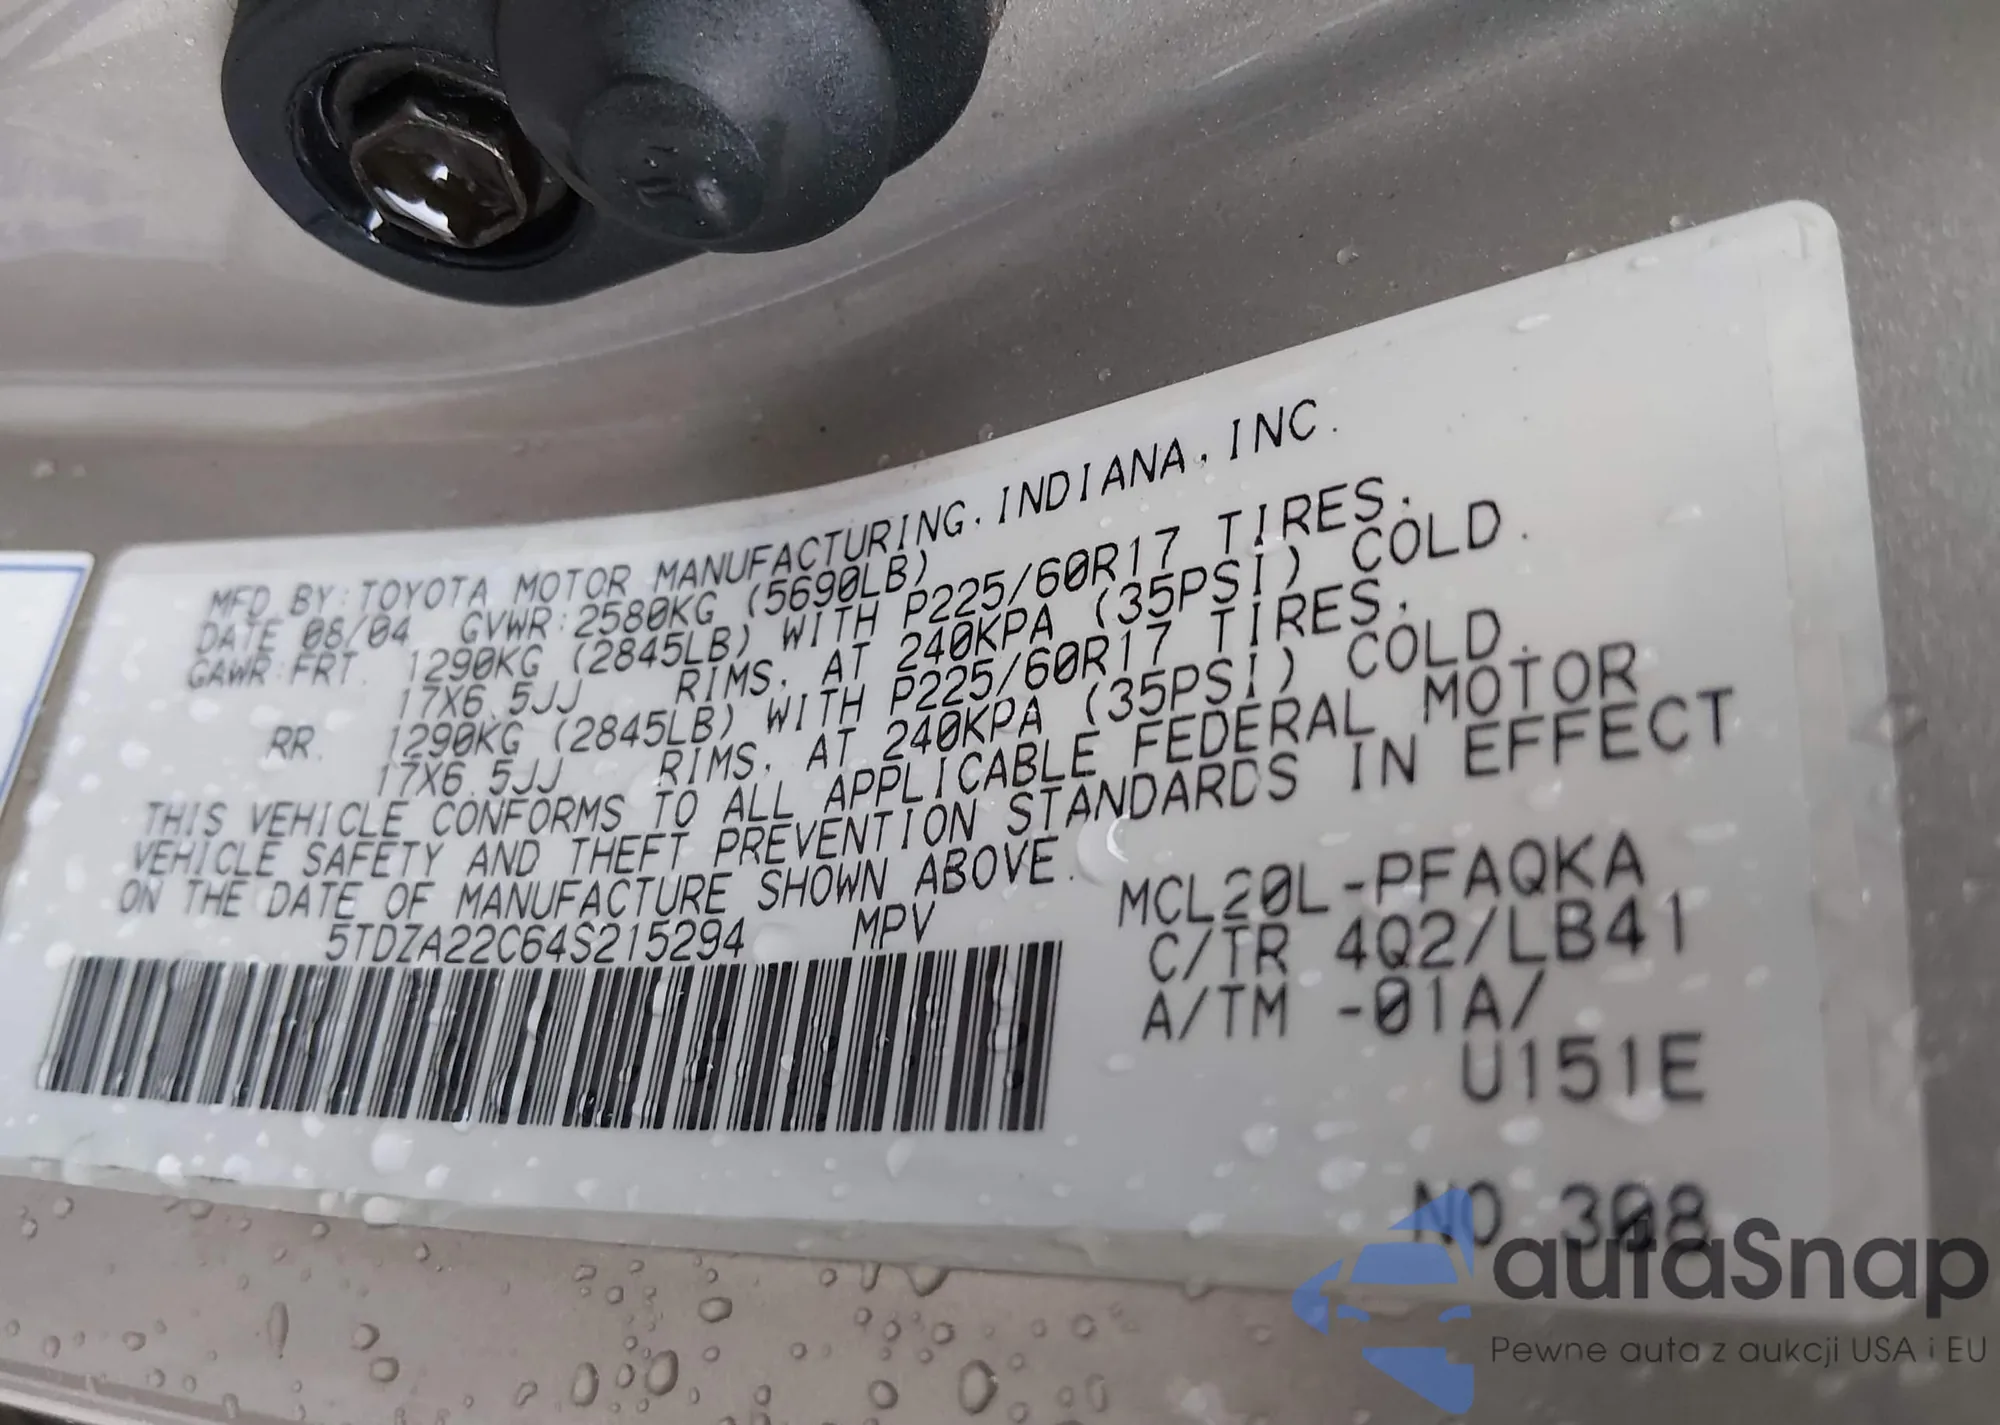 MFD. BY: TOYOTA MOTOR MANUFACTURING, INDIANA, INC.
DATE 08/04 GVWR: 2580KG (5690LB)
GAWR: FRT. 1290KG (2845LB) WITH P225/60R17 TIRES.
17X6.5JJ RIMS, AT 240KPA (35PSI) COLD.
RR. 1290KG (2845LB) WITH P225/60R17 TIRES.
17X6.5JJ RIMS, AT 240KPA (35PSI) COLD.
THIS VEHICLE CONFORMS TO ALL APPLICABLE FEDERAL MOTOR
VEHICLE SAFETY AND THEFT PREVENTION STANDARDS IN EFFECT
ON THE DATE OF MANUFACTURE SHOWN ABOVE.
5TDZA22C64S215294 MPV
MCL20L-PFAQKA
C/TR 4Q2/LB41
A/TM -01A/
U151E
NO 308
autaSnap
Pewne auta z aukcji USA i EU